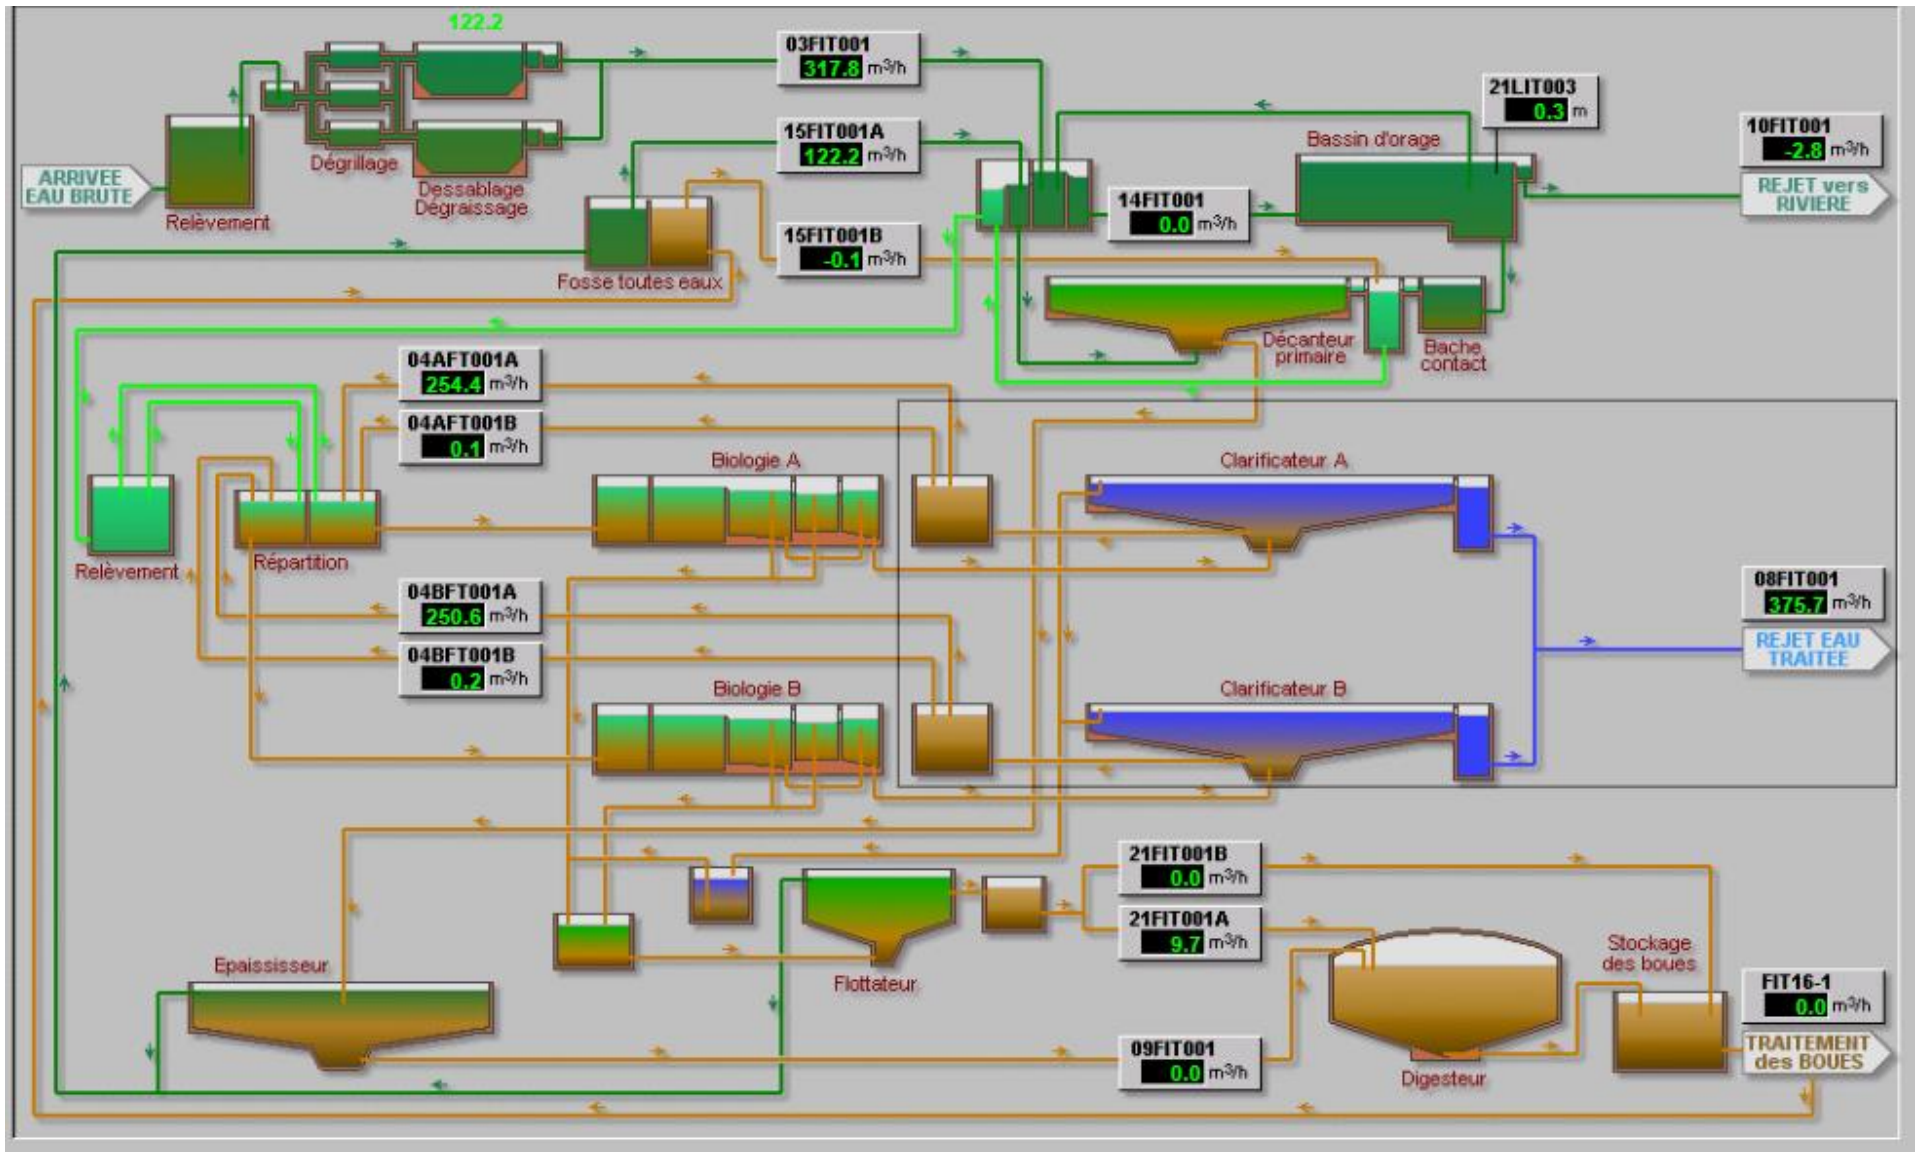 122.2
03FIT001
317.8 m³/h
21LIT003
0.3 m
15FIT001A
122.2 m³/h
10FIT001
-2.8 m³/h
Bassin d'orage
Dégrillage
ARRIVEE
EAU BRUTE
Dessablage
Dégraissage
REJET vers
RIVIERE
Relèvement
14FIT001
0.0 m³/h
15FIT001B
-0.1 m³/h
Fosse toutes eaux
Décanteur
primaire
Bache
contact
04AFT001A
254.4 m³/h
04AFT001B
0.1 m³/h
Biologie A
Clarificateur A
Relèvement
Répartition
04BFT001A
250.6 m³/h
08FIT001
375.7 m³/h
04BFT001B
0.2 m³/h
REJET EAU
TRAITEE
Biologie B
Clarificateur B
21FIT001B
0.0 m³/h
21FIT001A
9.7 m³/h
Stockage
des boues
Epaississeur
Flottateur
FIT16-1
0.0 m³/h
09FIT001
0.0 m³/h
TRAITEMENT
des BOUES
Digesteur